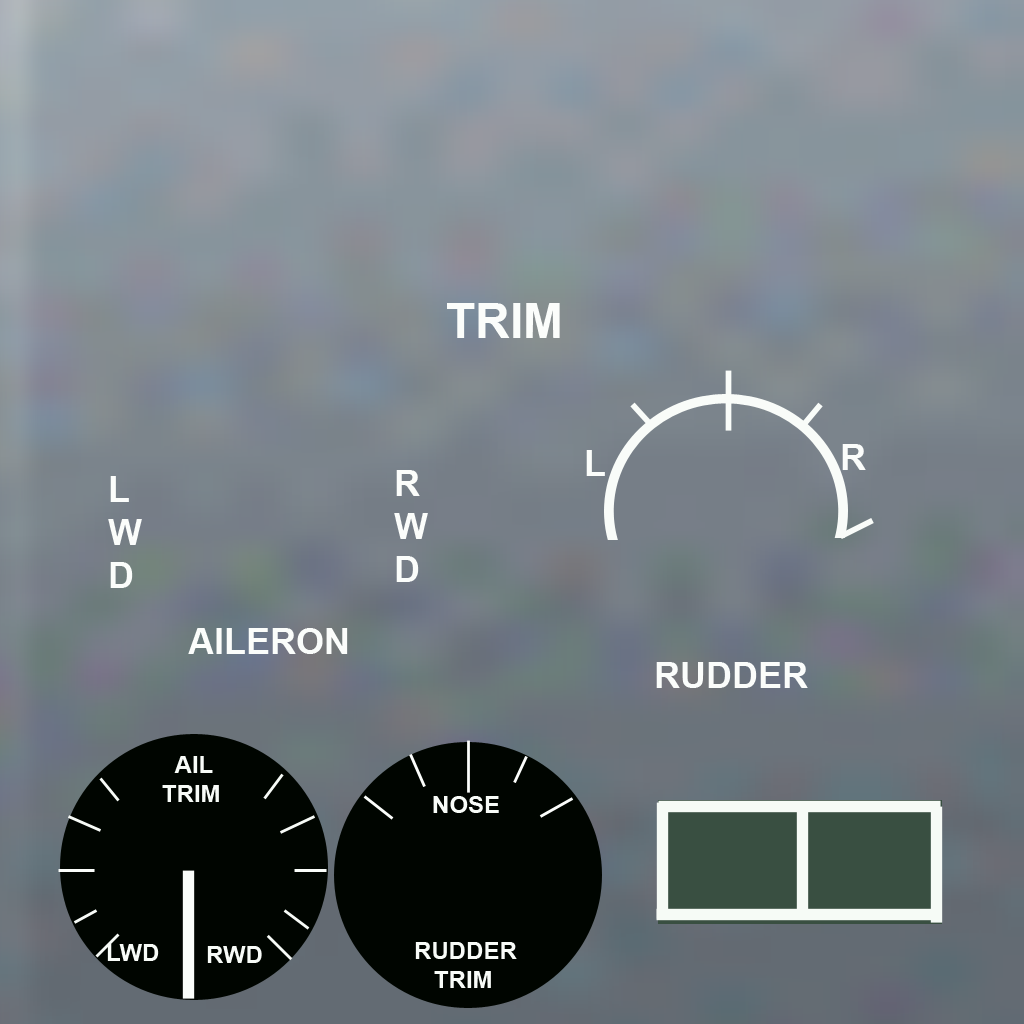 TRIM
L
R
L
W
D
R
W
D
AILERON
RUDDER
AIL
TRIM
LWD
RWD
NOSE
RUDDER
TRIM